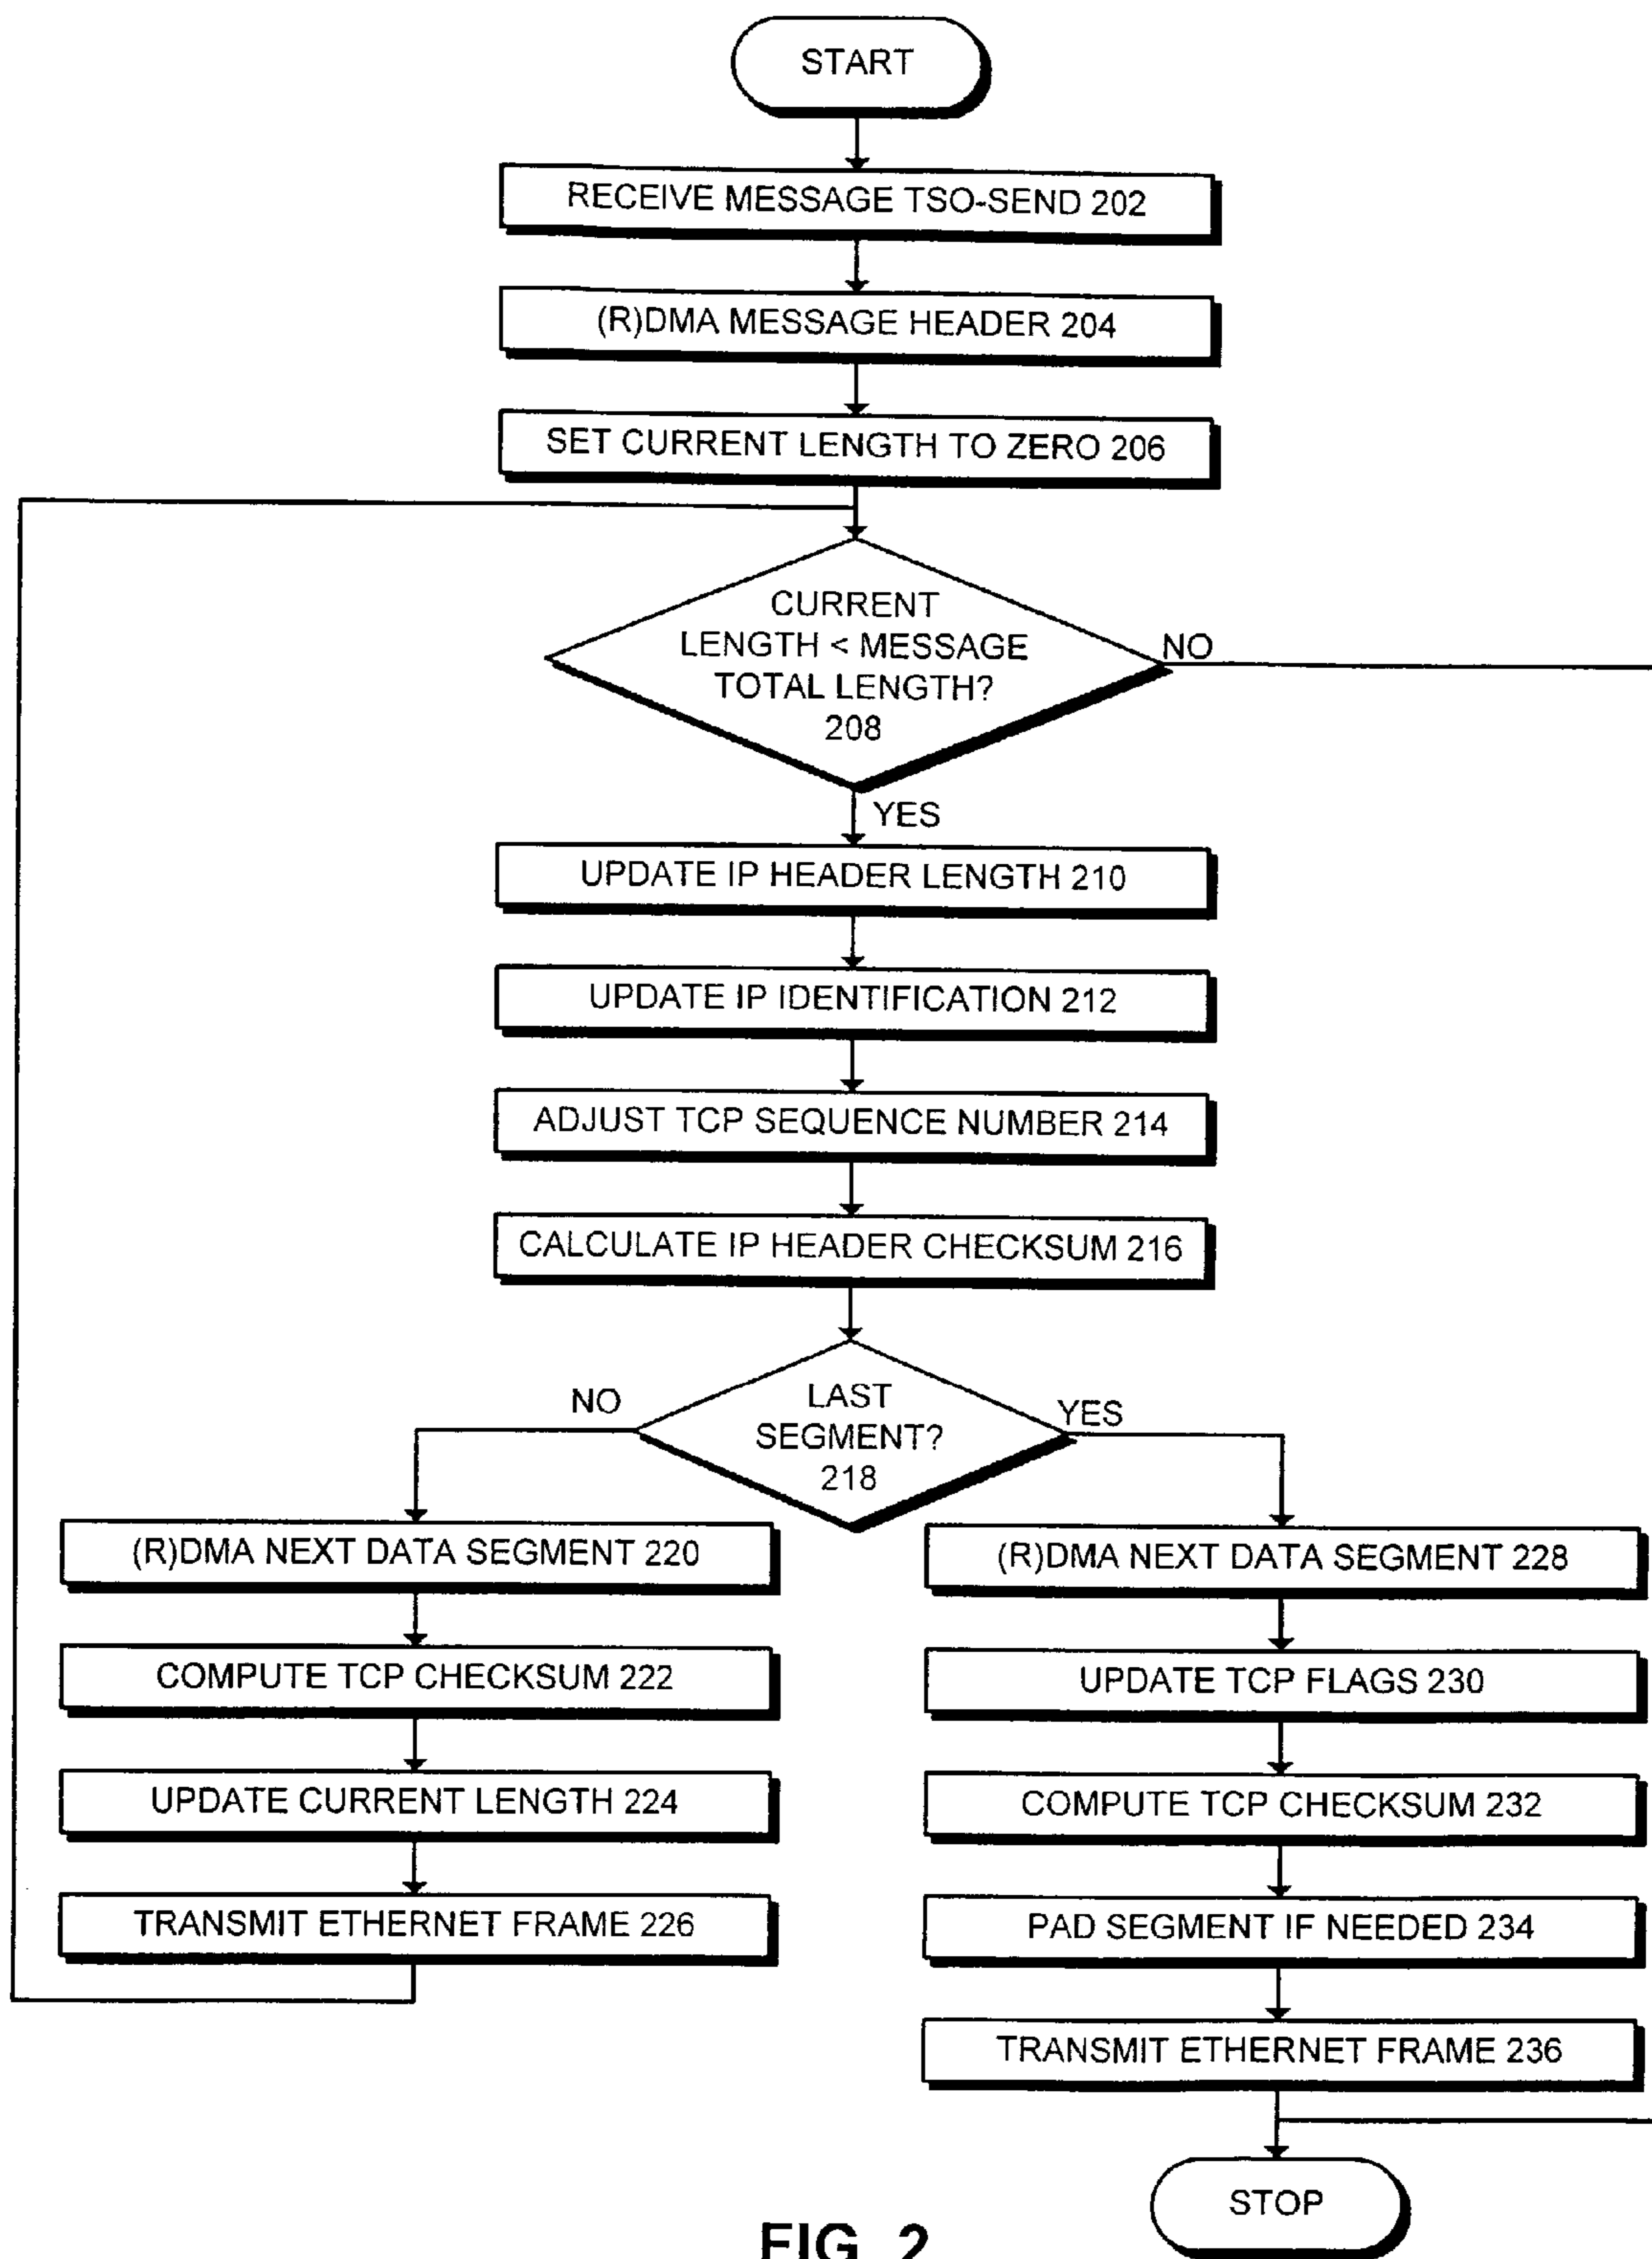 START
RECEIVE MESSAGE TSO-SEND 202
(R)DMA MESSAGE HEADER 204
SET CURRENT LENGTH TO ZERO 206
CURRENT
LENGTH < MESSAGE
TOTAL LENGTH?
208
NO
YES
UPDATE IP HEADER LENGTH 210
UPDATE IP IDENTIFICATION 212
ADJUST TCP SEQUENCE NUMBER 214
CALCULATE IP HEADER CHECKSUM 216
LAST
SEGMENT?
218
NO
YES
(R)DMA NEXT DATA SEGMENT 220
COMPUTE TCP CHECKSUM 222
UPDATE CURRENT LENGTH 224
TRANSMIT ETHERNET FRAME 226
(R)DMA NEXT DATA SEGMENT 228
UPDATE TCP FLAGS 230
COMPUTE TCP CHECKSUM 232
PAD SEGMENT IF NEEDED 234
TRANSMIT ETHERNET FRAME 236
STOP
FIG. 2